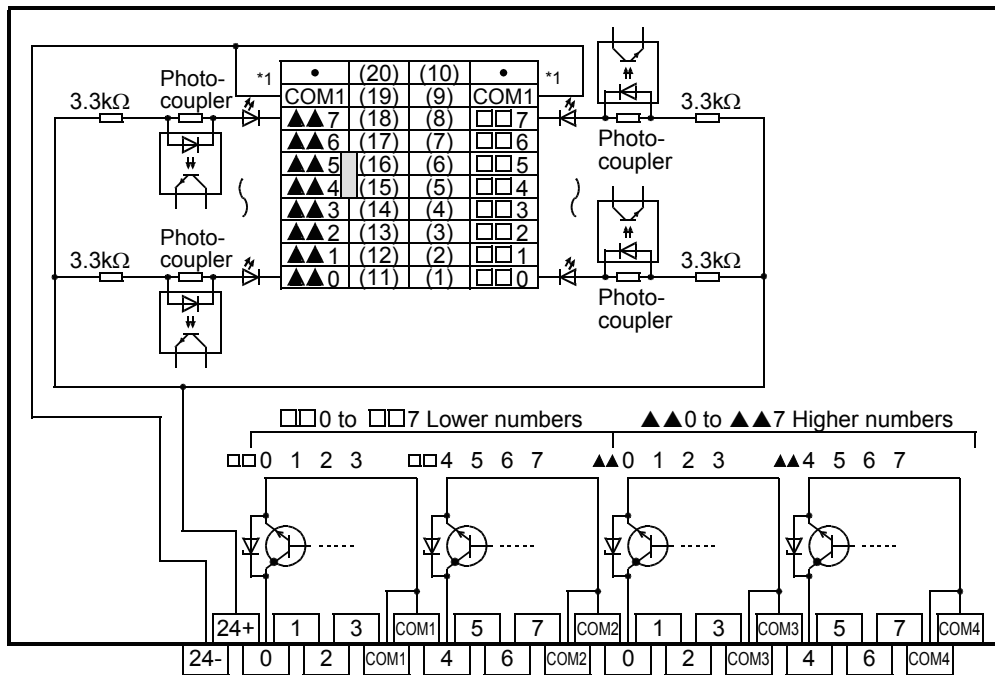 *1 • (20) (10) • *1
Photo-
coupler
COM1 (19) (9) COM1
3.3kΩ ▲▲7 (18) (8) □□7 3.3kΩ
Photo-
coupler
▲▲6 (17) (7) □□6
▲▲5 (16) (6) □□5
▲▲4 (15) (5) □□4
▲▲3 (14) (4) □□3
Photo-
coupler
▲▲2 (13) (3) □□2
3.3kΩ ▲▲1 (12) (2) □□1 3.3kΩ
▲▲0 (11) (1) □□0
Photo-
coupler
□□0 to □□7 Lower numbers ▲▲0 to ▲▲7 Higher numbers
□□0 1 2 3 □□4 5 6 7 ▲▲0 1 2 3 ▲▲4 5 6 7
24+ 1 3 COM1 5 7 COM2 1 3 COM3 5 7 COM4
24- 0 2 COM1 4 6 COM2 0 2 COM3 4 6 COM4